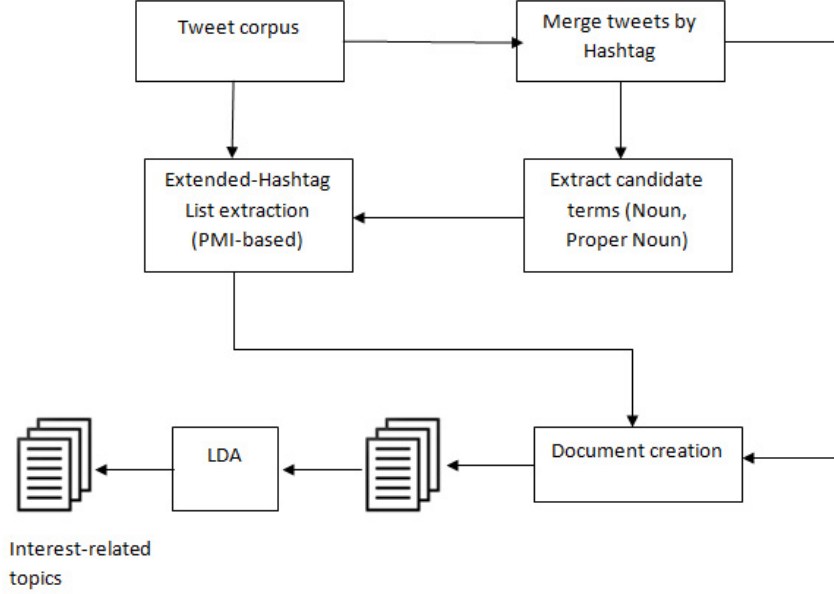 Tweet corpus
Merge tweets by
Hashtag
Extended-Hashtag
List extraction
(PMI-based)
Extract candidate
terms (Noun,
Proper Noun)
LDA
Document creation
Interest-related
topics